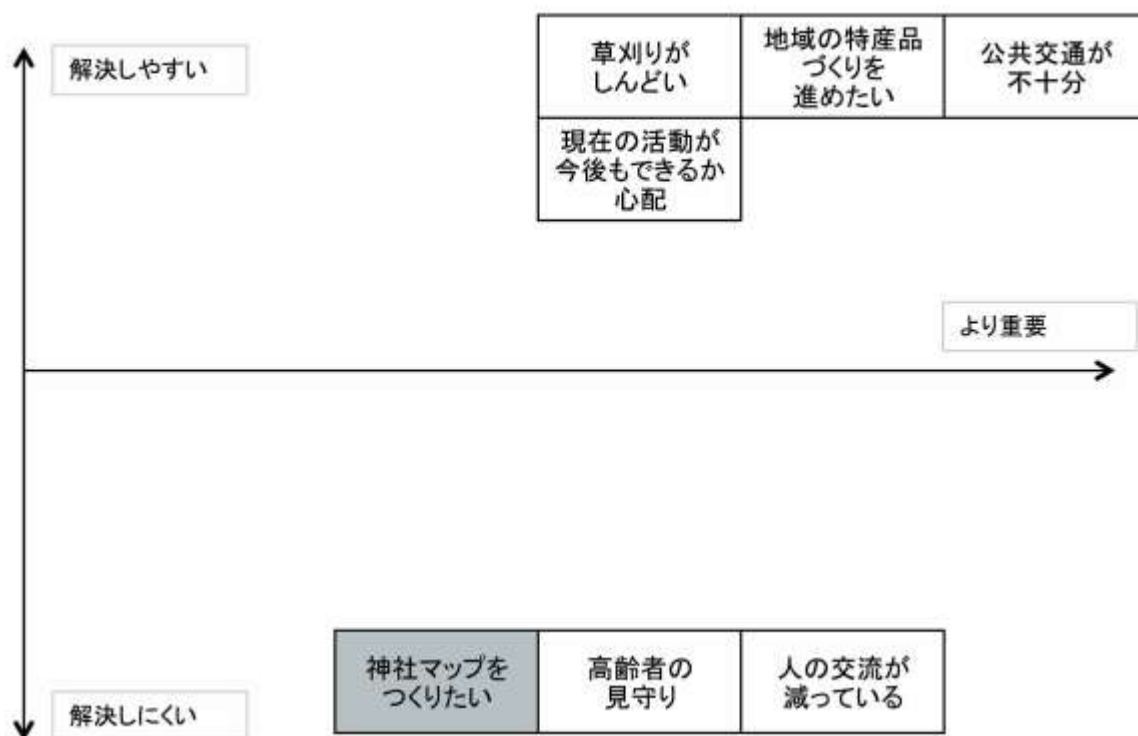 解決しやすい
草刈りが
しんどい
地域の特産品
づくりを
進めたい
公共交通が
不十分
現在の活動が
今後もできるか
心配
より重要
神社マップを
つくりたい
高齢者の
見守り
人の交流が
減っている
解決しにくい